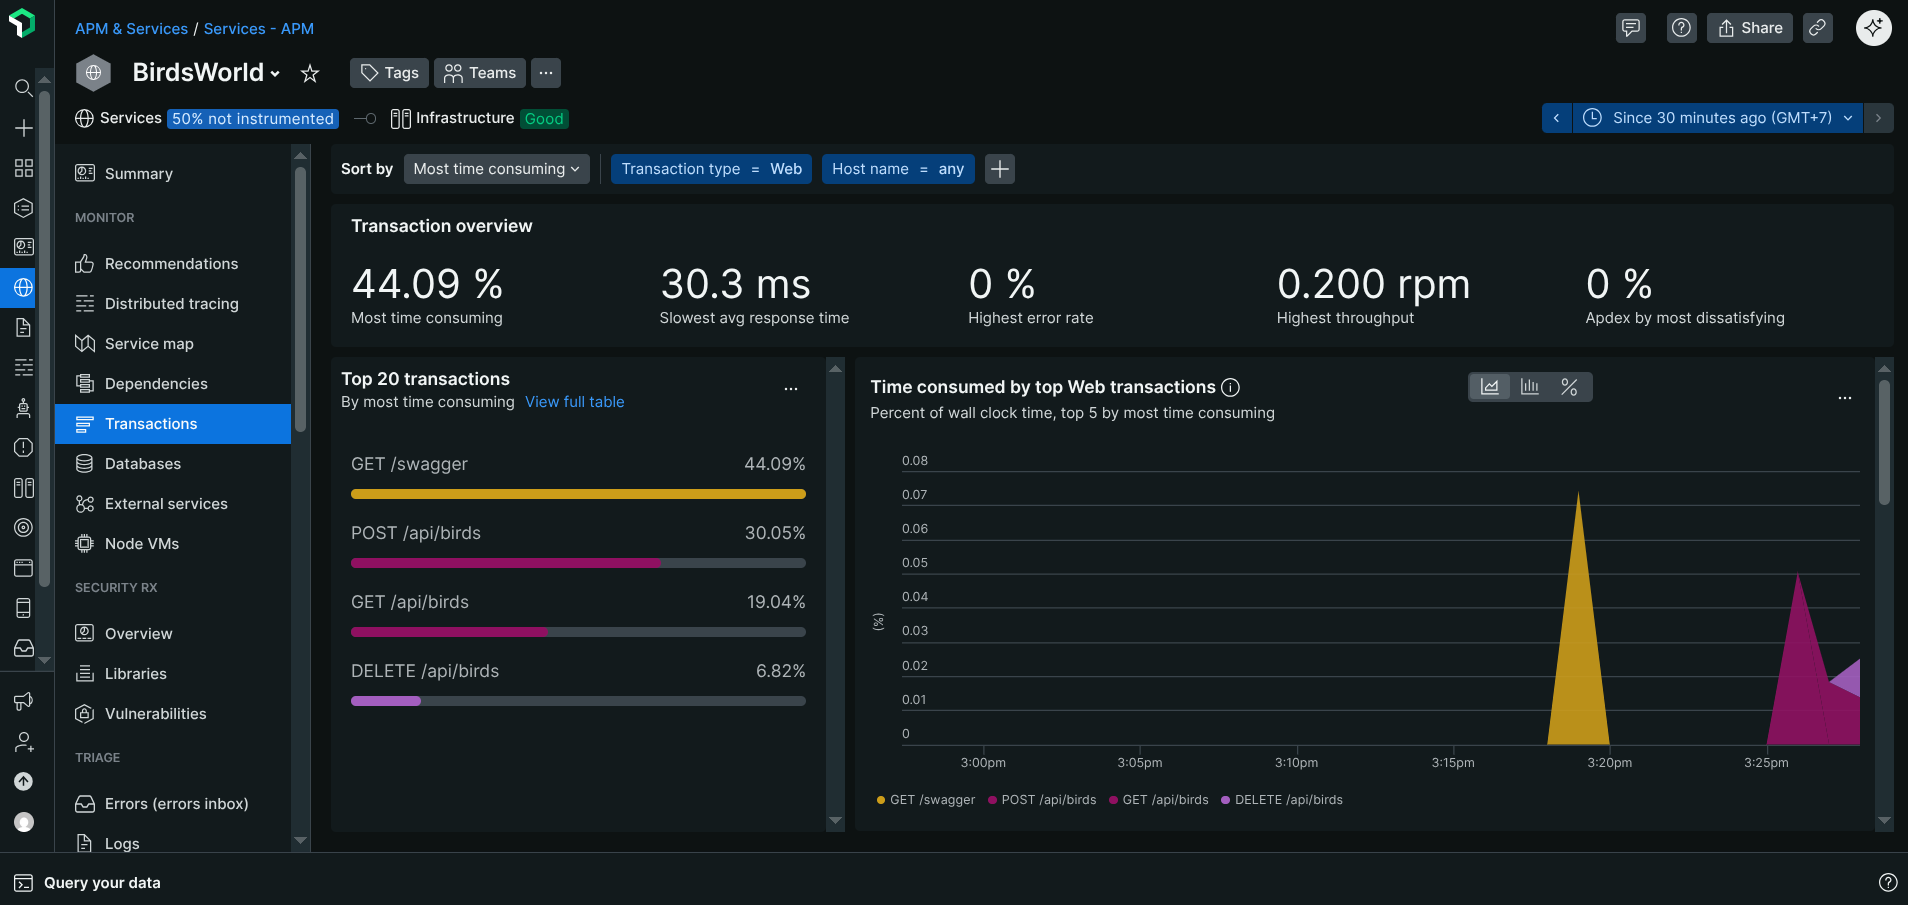 APM & Services / Services - APM
Share
BirdsWorld
Tags
Teams
Services 50% not instrumented
Infrastructure Good
Since 30 minutes ago (GMT+7)
Summary
MONITOR
Recommendations
Distributed tracing
Service map
Dependencies
Transactions
Databases
External services
Node VMs
SECURITY RX
Overview
Libraries
Vulnerabilities
TRIAGE
Errors (errors inbox)
Logs
Sort by Most time consuming
Transaction type = Web
Host name = any
Transaction overview
44.09 %
Most time consuming
30.3 ms
Slowest avg response time
0 %
Highest error rate
0.200 rpm
Highest throughput
0 %
Apdex by most dissatisfying
Top 20 transactions
By most time consuming View full table
GET /swagger 44.09%
POST /api/birds 30.05%
GET /api/birds 19.04%
DELETE /api/birds 6.82%
Time consumed by top Web transactions
Percent of wall clock time, top 5 by most time consuming
%
0.08
0.07
0.06
0.05
0.04
0.03
0.02
0.01
0
(%)
3:00pm 3:05pm 3:10pm 3:15pm 3:20pm 3:25pm
GET /swagger POST /api/birds GET /api/birds DELETE /api/birds
Query your data